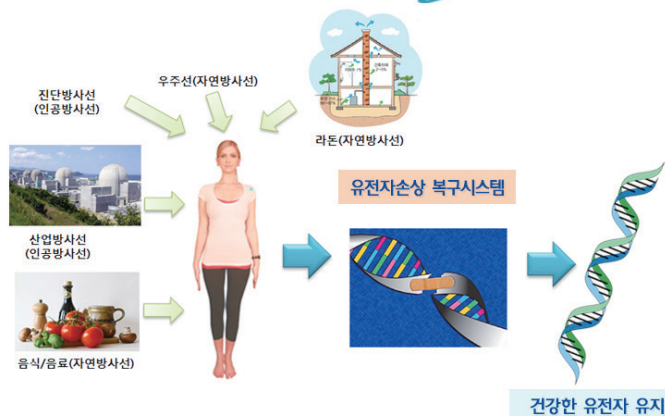 우주선(자연방사선)
진단방사선
(인공방사선)
라돈(자연방사선)
유전자손상 복구시스템
산업방사선
(인공방사선)
음식/음료(자연방사선)
건강한 유전자 유지